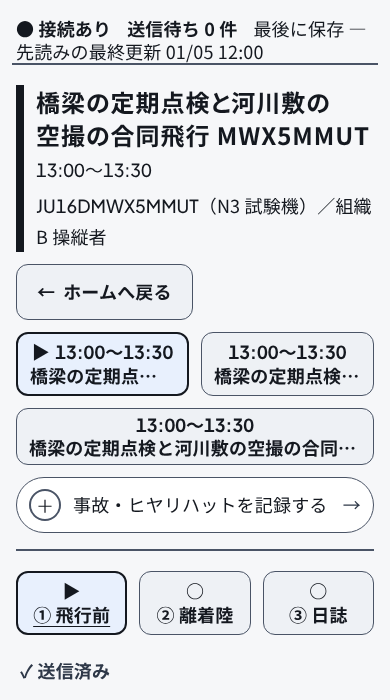 ● 接続あり 送信待ち 0 件 最後に保存 —
先読みの最終更新 01/05 12:00
橋梁の定期点検と河川敷の
空撮の合同飛行 MWX5MMUT
13:00〜13:30
JU16DMWX5MMUT（N3 試験機）／組織
B 操縦者
← ホームへ戻る
▶ 13:00〜13:30
橋梁の定期点…
13:00〜13:30
橋梁の定期点検…
13:00〜13:30
橋梁の定期点検と河川敷の空撮の合同…
＋ 事故・ヒヤリハットを記録する →
▶
① 飛行前
○
② 離着陸
○
③ 日誌
✓ 送信済み